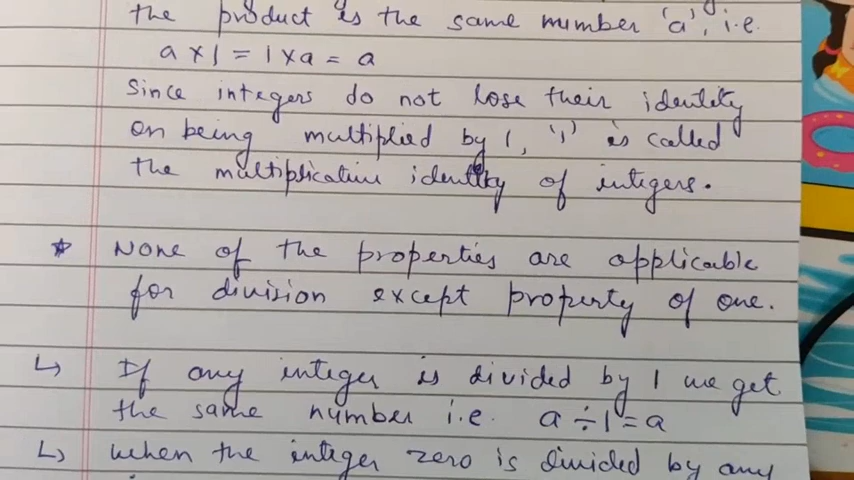 the product is the same number 'a', i.e.
a × 1 = 1 × a = a
Since integers do not lose their identity
on being multiplied by 1, '1' is called
the multiplicative identity of integers.
* None of the properties are applicable
for division except property of one.
↳ If any integer is divided by 1 we get
the same number i.e. a ÷ 1 = a
↳ when the integer zero is divided by any